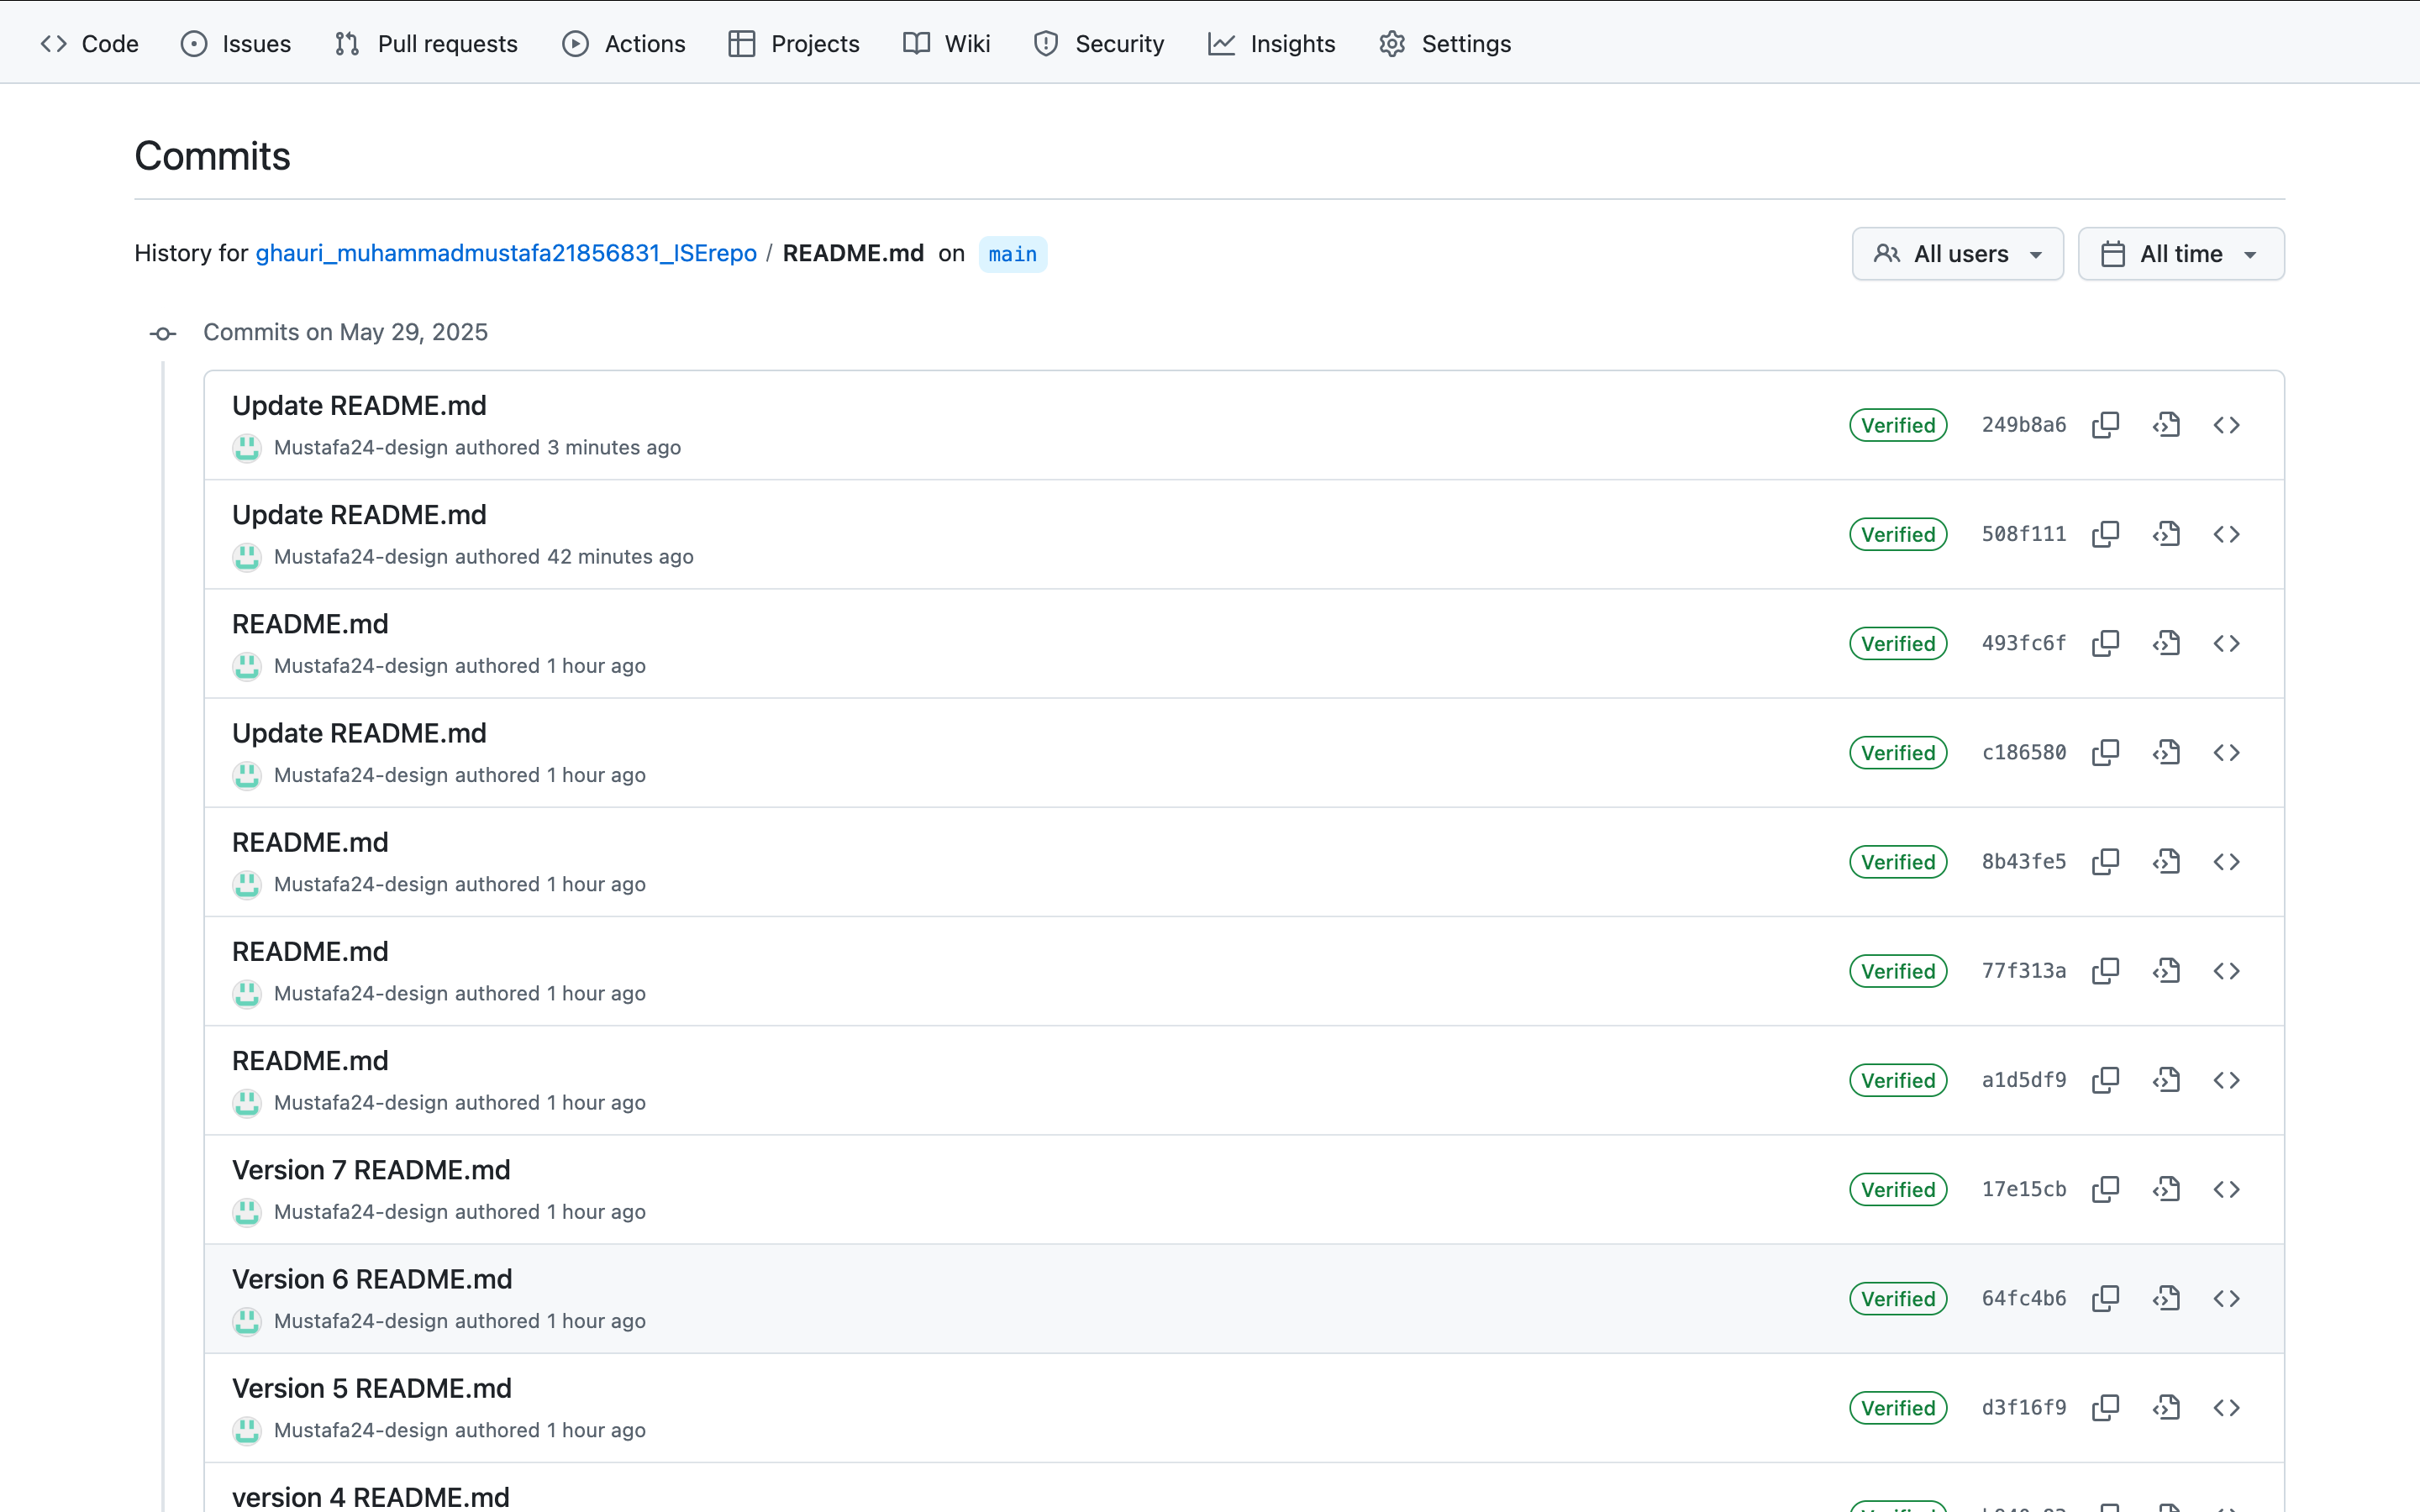 Code Issues Pull requests Actions Projects Wiki Security Insights Settings
Commits
History for ghauri_muhammadmustafa21856831_ISErepo / README.md on main All users All time
Commits on May 29, 2025
Update README.md
Mustafa24-design authored 3 minutes ago
Verified 249b8a6
Update README.md
Mustafa24-design authored 42 minutes ago
Verified 508f111
README.md
Mustafa24-design authored 1 hour ago
Verified 493fc6f
Update README.md
Mustafa24-design authored 1 hour ago
Verified c186580
README.md
Mustafa24-design authored 1 hour ago
Verified 8b43fe5
README.md
Mustafa24-design authored 1 hour ago
Verified 77f313a
README.md
Mustafa24-design authored 1 hour ago
Verified a1d5df9
Version 7 README.md
Mustafa24-design authored 1 hour ago
Verified 17e15cb
Version 6 README.md
Mustafa24-design authored 1 hour ago
Verified 64fc4b6
Version 5 README.md
Mustafa24-design authored 1 hour ago
Verified d3f16f9
version 4 README.md